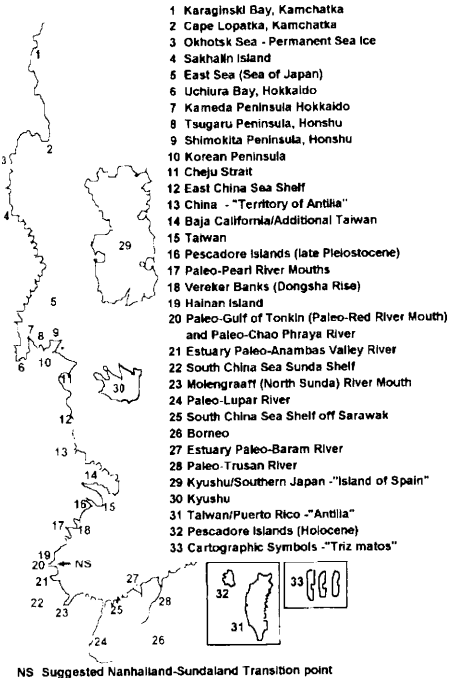 1 Karaginski Bay, Kamchatka
2 Cape Lopatka, Kamchatka
3 Okhotsk Sea - Permanent Sea Ice
4 Sakhalin Island
5 East Sea (Sea of Japan)
6 Uchiura Bay, Hokkaido
7 Kameda Peninsula Hokkaido
8 Tsugaru Peninsula, Honshu
9 Shimokita Peninsula, Honshu
10 Korean Peninsula
11 Cheju Strait
12 East China Sea Shelf
13 China - "Territory of Antilia"
14 Baja California/Additional Taiwan
15 Taiwan
16 Pescadore Islands (late Pleiostocene)
17 Paleo-Pearl River Mouths
18 Vereker Banks (Dongsha Rise)
19 Hainan Island
20 Paleo-Gulf of Tonkin (Paleo-Red River Mouth)
and Paleo-Chao Phraya River
21 Estuary Paleo-Anambas Valley River
22 South China Sea Sunda Shelf
23 Molengraaff (North Sunda) River Mouth
24 Paleo-Lupar River
25 South China Sea Shelf off Sarawak
26 Borneo
27 Estuary Paleo-Baram River
28 Paleo-Trusan River
29 Kyushu/Southern Japan -"Island of Spain"
30 Kyushu
31 Taiwan/Puerto Rico -"Antilia"
32 Pescadore Islands (Holocene)
33 Cartographic Symbols -"Triz matos"
1
2
3
4
29
5
7
8
9
6
10
11
30
12
13
14
16
15
17
18
19
20
NS
21
22
23
25
27
28
24
26
32
31
33
NS Suggested Nanhailand-Sundaland Transition point